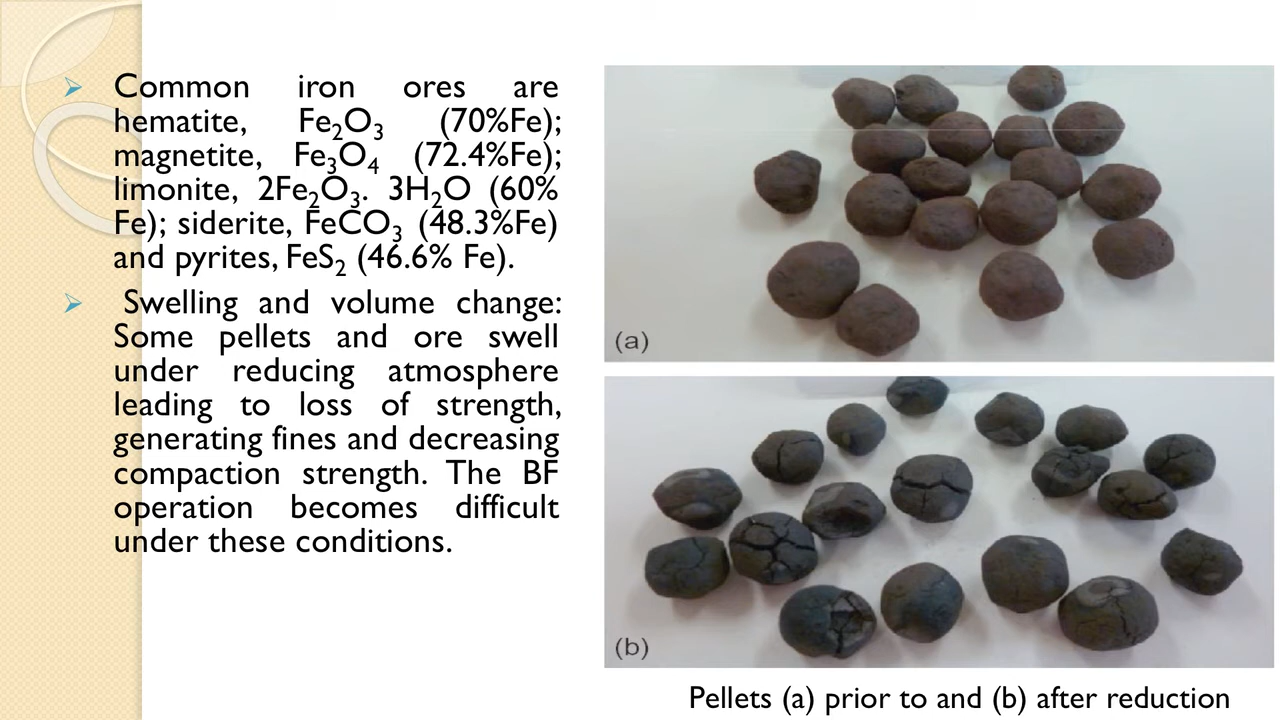 ➢ Common iron ores are
hematite, Fe₂O₃ (70%Fe);
magnetite, Fe₃O₄ (72.4%Fe);
limonite, 2Fe₂O₃. 3H₂O (60%
Fe); siderite, FeCO₃ (48.3%Fe)
and pyrites, FeS₂ (46.6% Fe).
➢ Swelling and volume change:
Some pellets and ore swell
under reducing atmosphere
leading to loss of strength,
generating fines and decreasing
compaction strength. The BF
operation becomes difficult
under these conditions.
(a)
(b)
Pellets (a) prior to and (b) after reduction